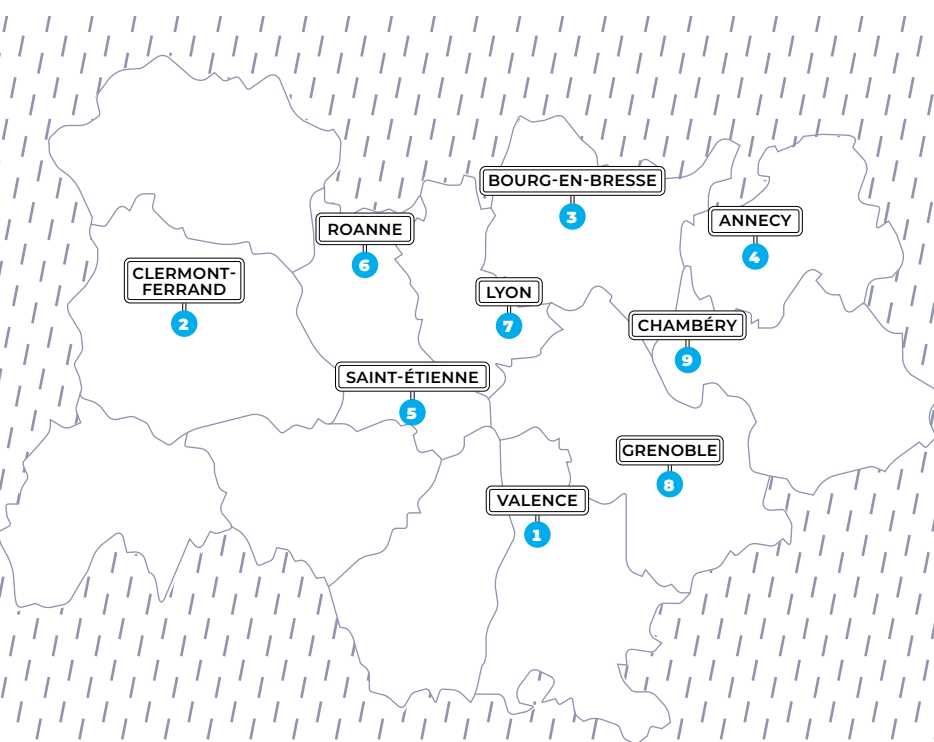 BOURG-EN-BRESSE
3
ANNECY
4
ROANNE
6
CLERMONT-
FERRAND
2
LYON
7
CHAMBÉRY
9
SAINT-ÉTIENNE
5
GRENOBLE
8
VALENCE
1